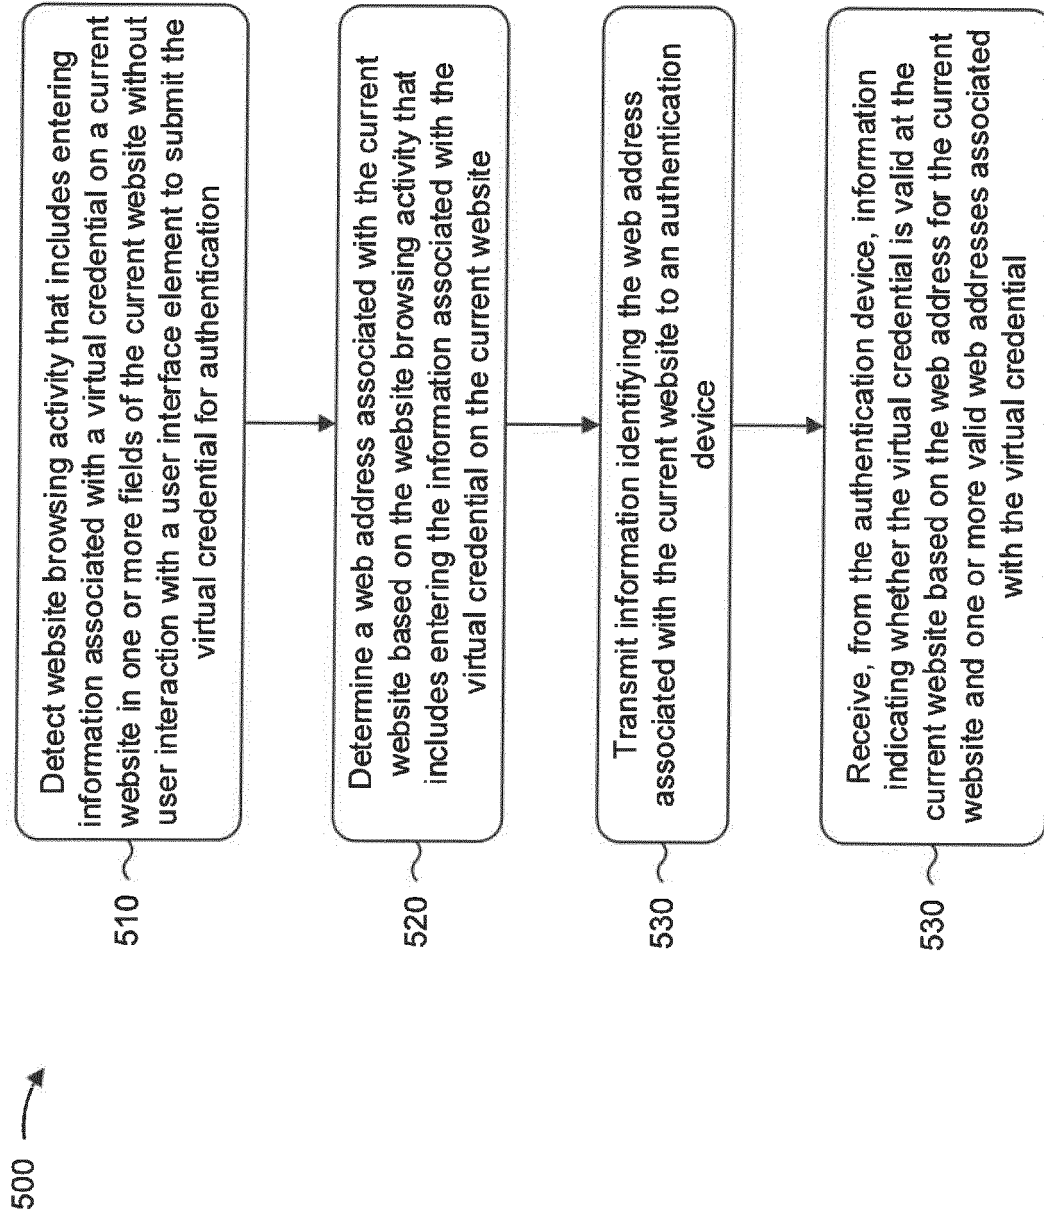 500
510
Detect website browsing activity that includes entering
information associated with a virtual credential on a current
website in one or more fields of the current website without
user interaction with a user interface element to submit the
virtual credential for authentication
520
Determine a web address associated with the current
website based on the website browsing activity that
includes entering the information associated with the
virtual credential on the current website
530
Transmit information identifying the web address
associated with the current website to an authentication
device
530
Receive, from the authentication device, information
indicating whether the virtual credential is valid at the
current website based on the web address for the current
website and one or more valid web addresses associated
with the virtual credential